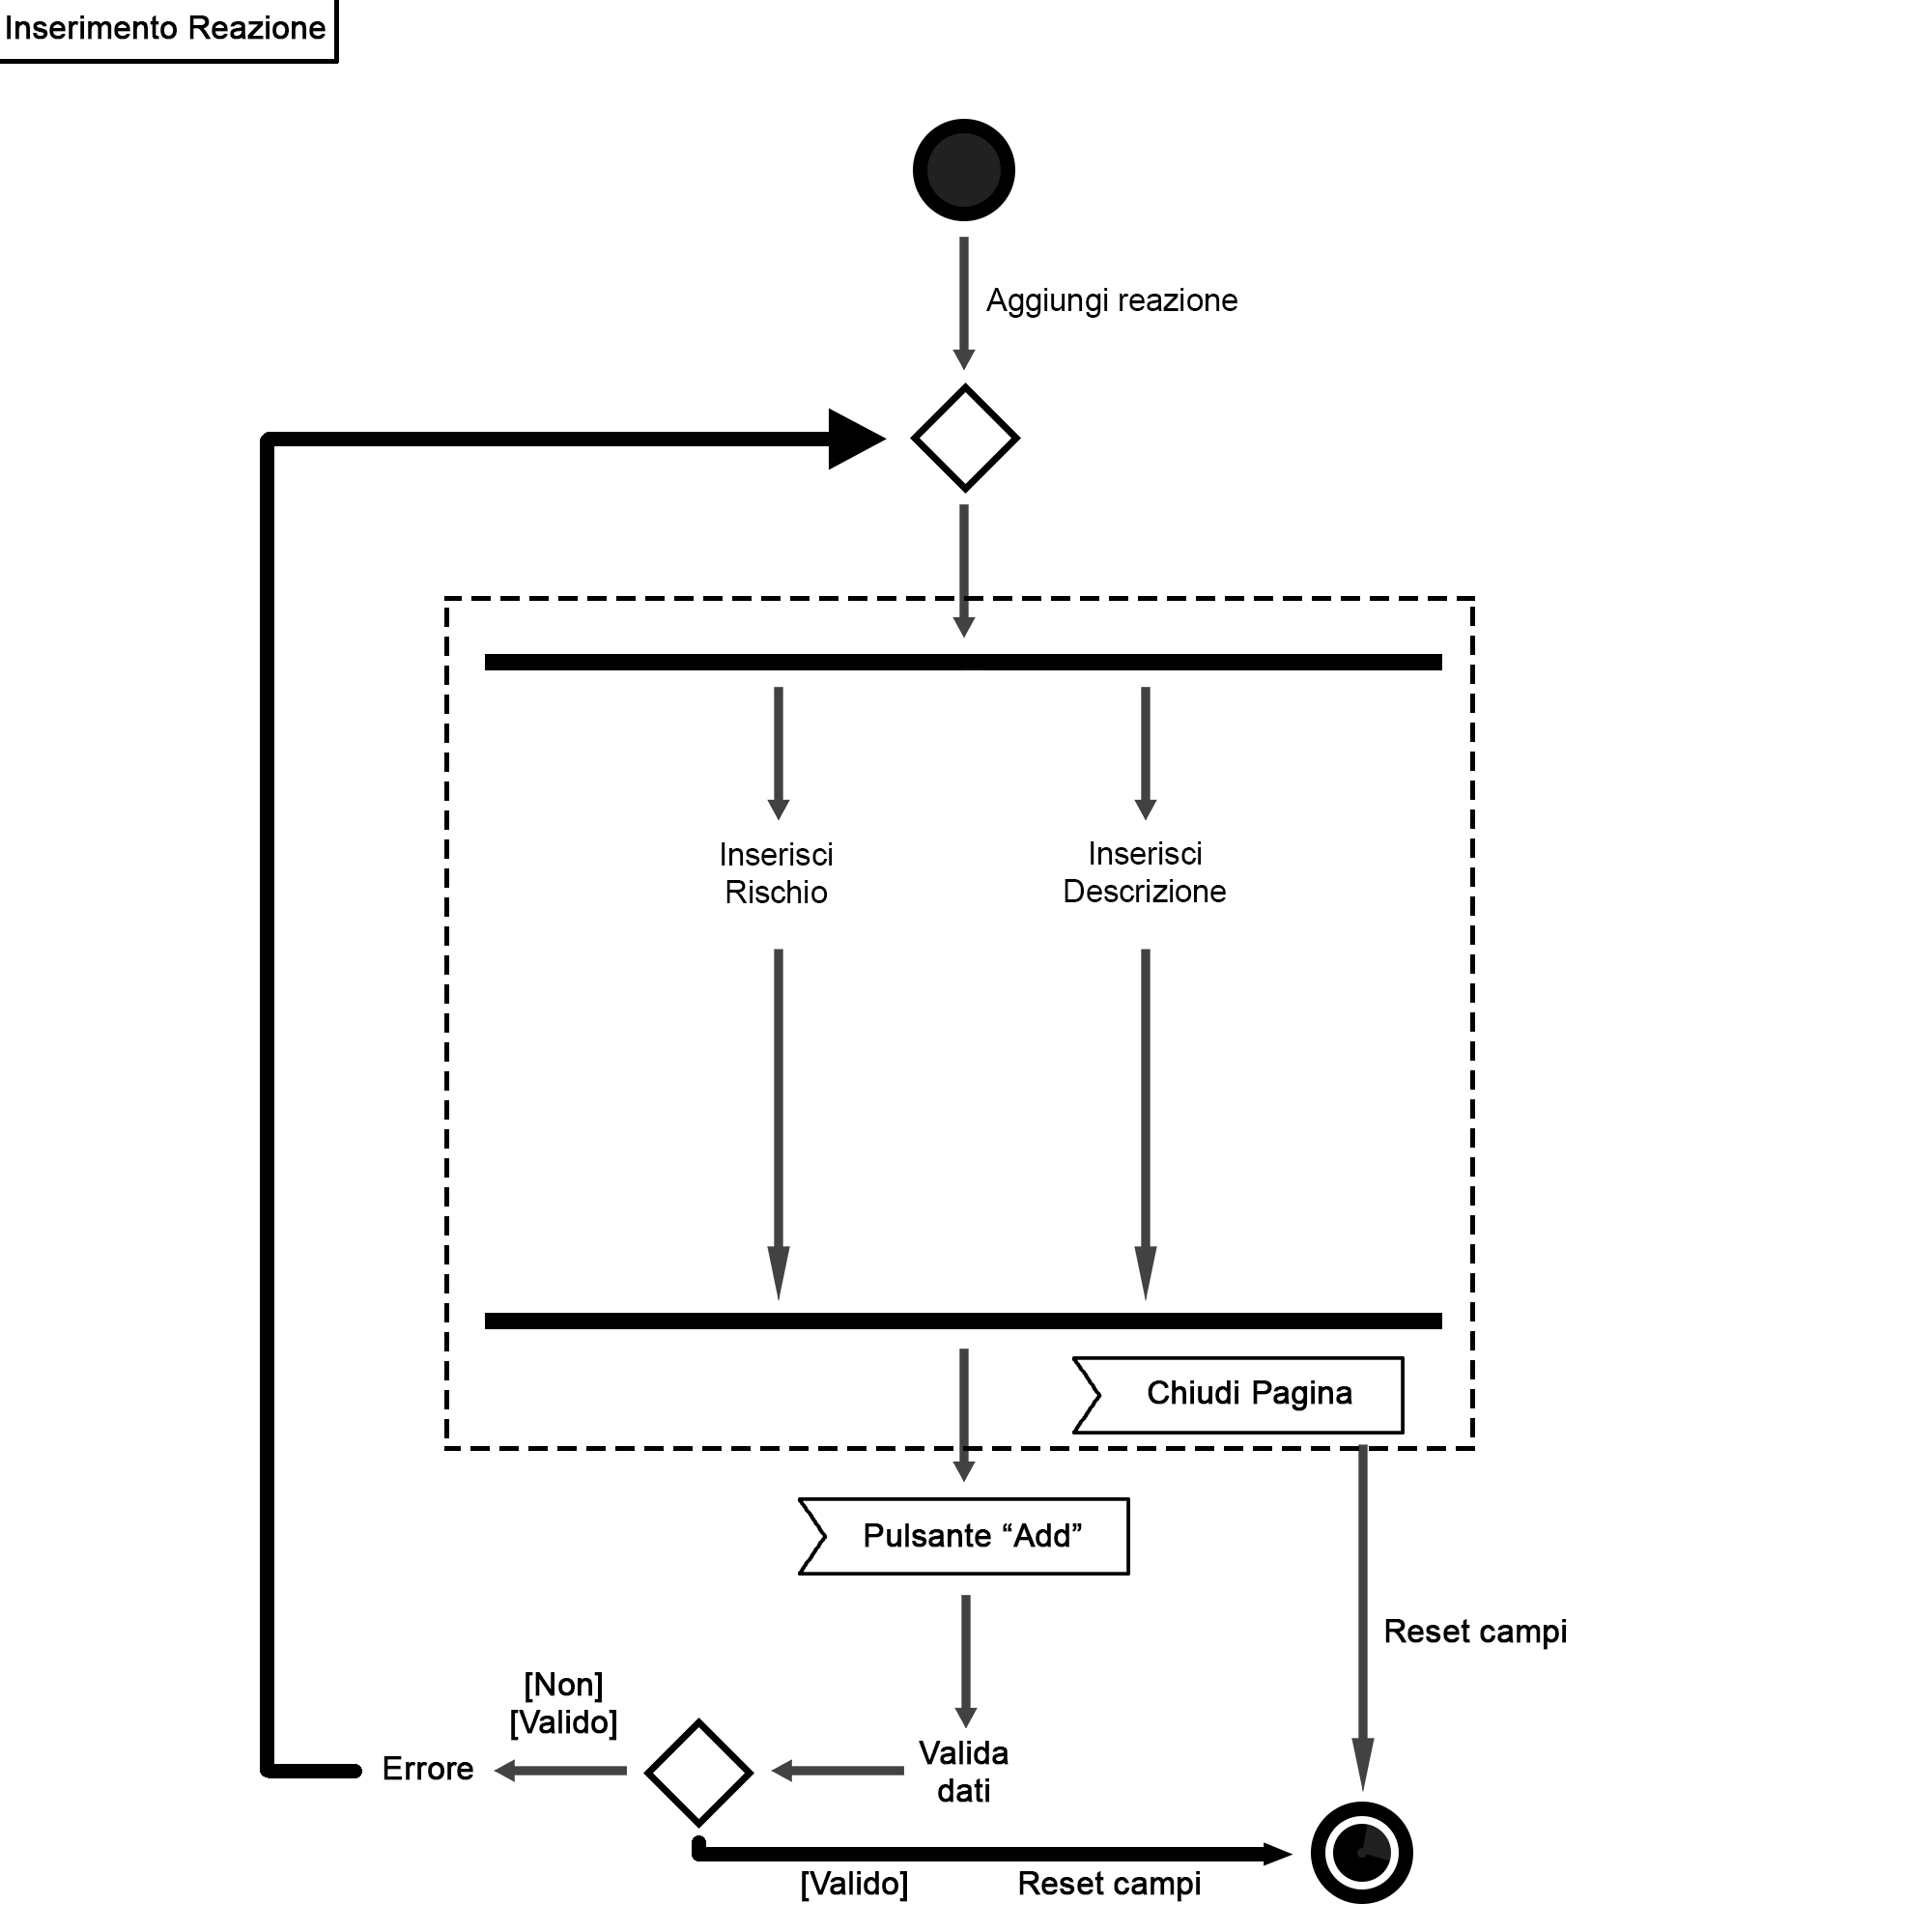 Inserimento Reazione
Aggiungi reazione
Inserisci
Rischio
Inserisci
Descrizione
Chiudi Pagina
Pulsante “Add”
Reset campi
[Non]
[Valido]
Valida
dati
Errore
[Valido]
Reset campi